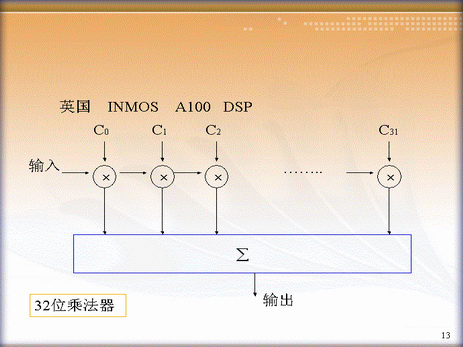 英国 INMOS A100 DSP
C0 C1 C2 C31
输入 × × × ········ ×
Σ
输出
32位乘法器
13